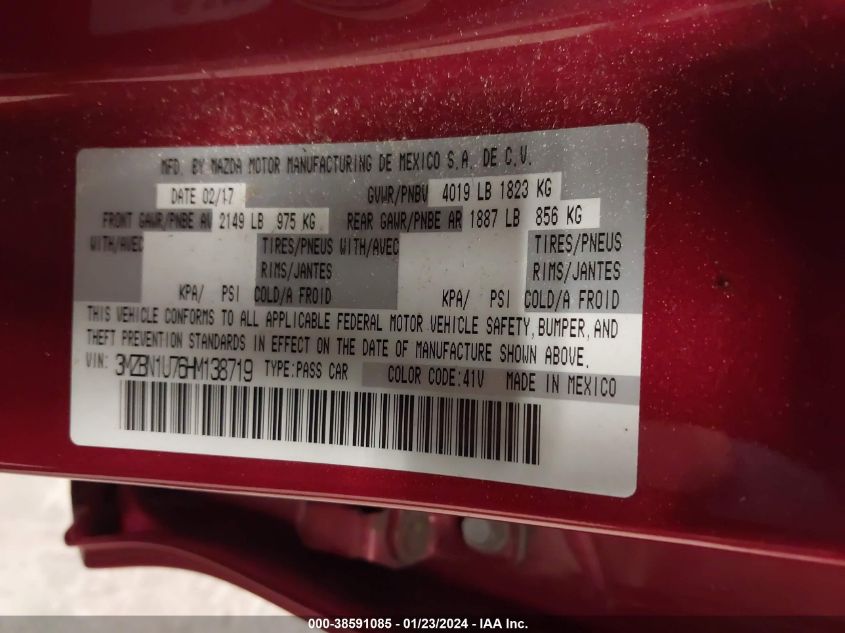 MFD. BY MAZDA MOTOR MANUFACTURING DE MEXICO S.A. DE C.V.
DATE 02/17 GVWR/PNBV 4019 LB 1823 KG
FRONT GAWR/PNBE AV 2149 LB 975 KG REAR GAWR/PNBE AR 1887 LB 856 KG
WITH/AVEC TIRES/PNEUS WITH/AVEC TIRES/PNEUS
RIMS/JANTES RIMS/JANTES
KPA/ PSI COLD/A FROID KPA/ PSI COLD/A FROID
THIS VEHICLE CONFORMS TO ALL APPLICABLE FEDERAL MOTOR VEHICLE SAFETY, BUMPER, AND
THEFT PREVENTION STANDARDS IN EFFECT ON THE DATE OF MANUFACTURE SHOWN ABOVE.
VIN: 3MZBN1U76HM138719 TYPE: PASS CAR COLOR CODE: 41V MADE IN MEXICO
000-38591085 - 01/23/2024 - IAA Inc.